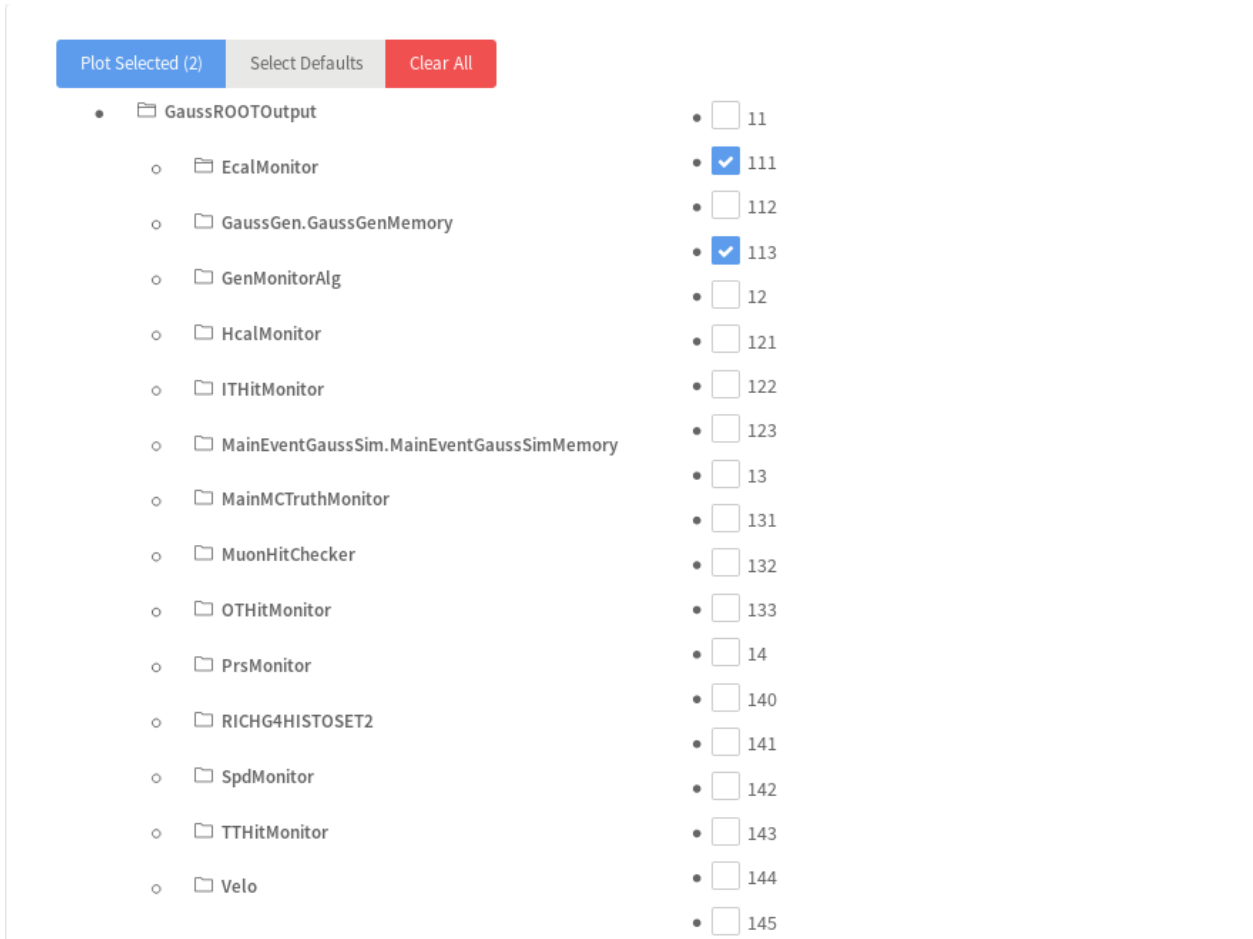 Plot Selected (2) Select Defaults Clear All
GaussROOTOutput
EcalMonitor
GaussGen.GaussGenMemory
GenMonitorAlg
HcalMonitor
ITHitMonitor
MainEventGaussSim.MainEventGaussSimMemory
MainMCTruthMonitor
MuonHitChecker
OTHitMonitor
PrsMonitor
RICHG4HISTOSET2
SpdMonitor
TTHitMonitor
Velo
11
111
112
113
12
121
122
123
13
131
132
133
14
140
141
142
143
144
145